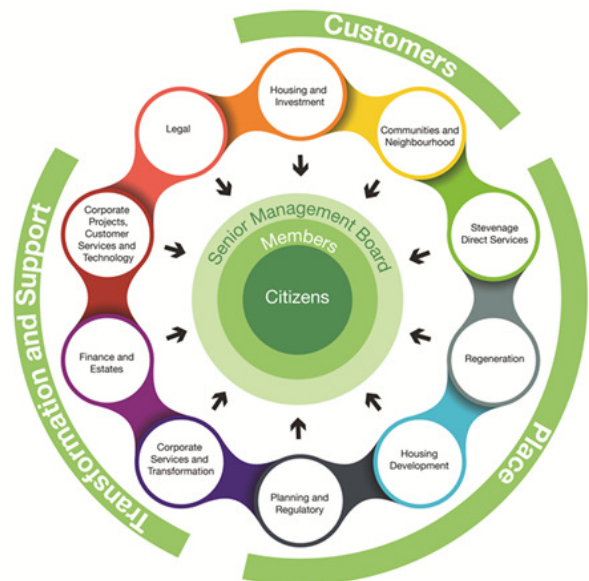 Customers
Housing and
Investment
Legal
Communities and
Neighbourhood
Corporate
Projects,
Customer
Services and
Technology
Stevenage
Direct Services
Senior Management Board
Members
Citizens
Transformation and Support
Finance and
Estates
Regeneration
Corporate
Services and
Transformation
Housing
Development
Place
Planning and
Regulatory